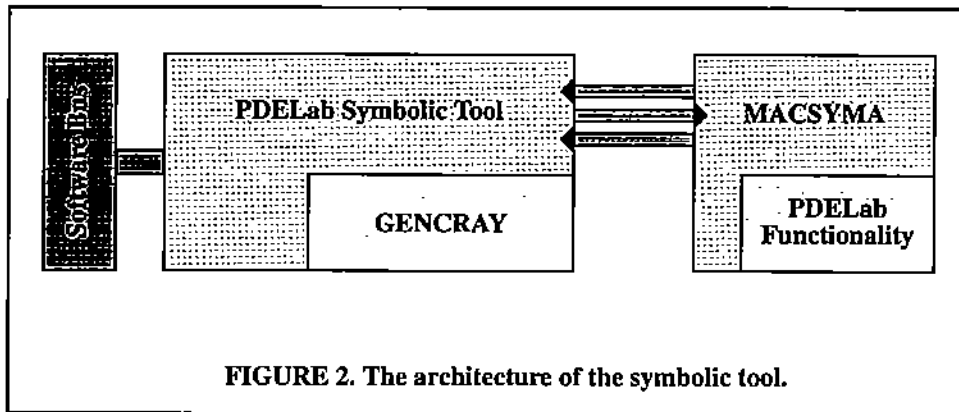 Software Bus
PDELab Symbolic Tool
GENCRAY
MACSYMA
PDELab
Functionality
FIGURE 2. The architecture of the symbolic tool.